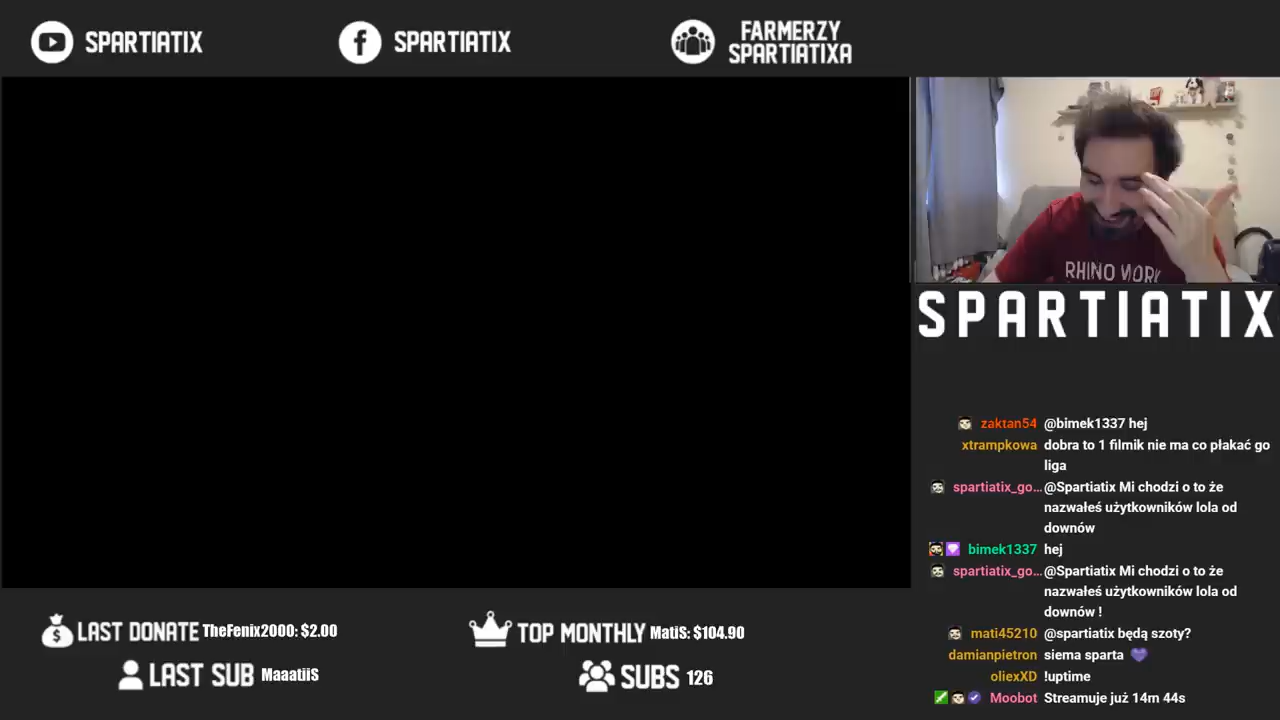 SPARTIATIX
SPARTIATIX
FARMERZY
SPARTIATIXA
RHINO WORK
SPARTIATIX
zaktan54 @bimek1337 hej
xtrampkowa dobra to 1 filmik nie ma co płakać go
liga
spartiatix_go... @Spartiatix Mi chodzi o to że
nazwałeś użytkowników lola od
downów
bimek1337 hej
spartiatix_go... @Spartiatix Mi chodzi o to że
nazwałeś użytkowników lola od
downów !
mati45210 @spartiatix będą szoty?
damianpietron siema sparta
oliexXD !uptime
Moobot Streamuje już 14m 44s
LAST DONATE TheFenix2000: $2.00
TOP MONTHLY MatiS: $104.90
LAST SUB MaaatiiS
SUBS 126